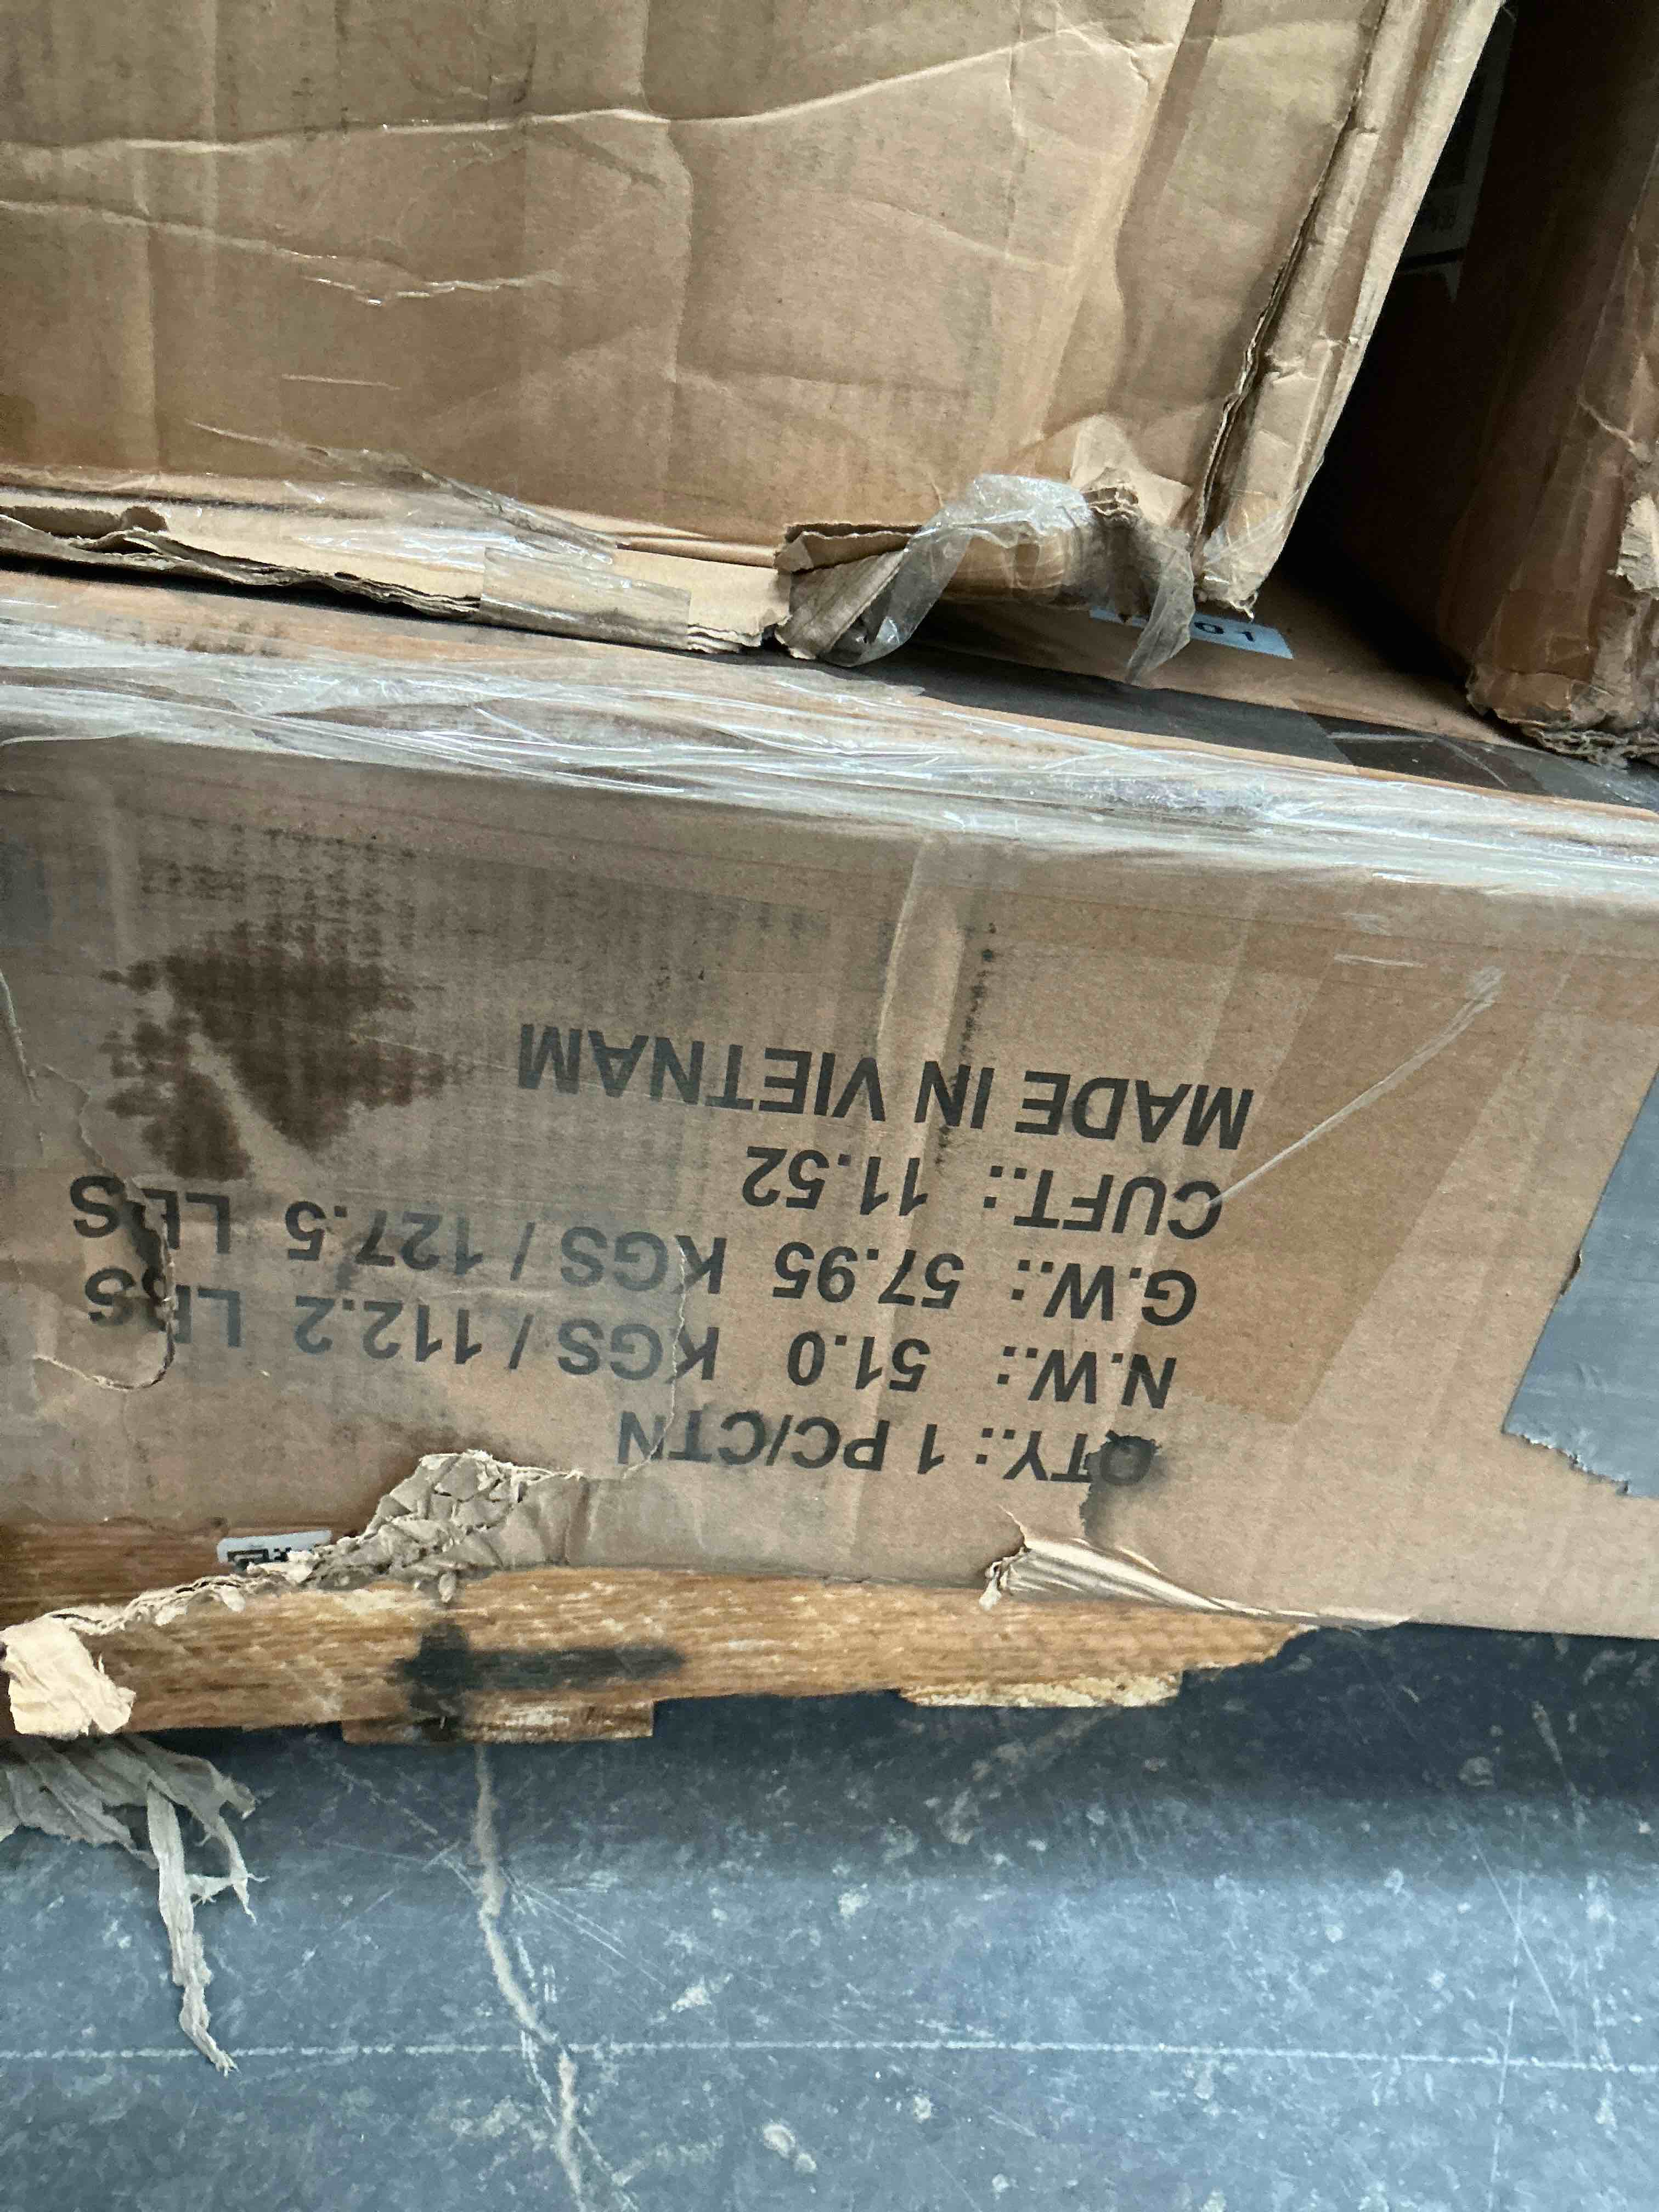 QTY.: 1 PC/CTN
N.W.: 51.0 KGS / 112.2 LBS
G.W.: 57.95 KGS / 127.5 LBS
CUFT.: 11.52
MADE IN VIETNAM
01